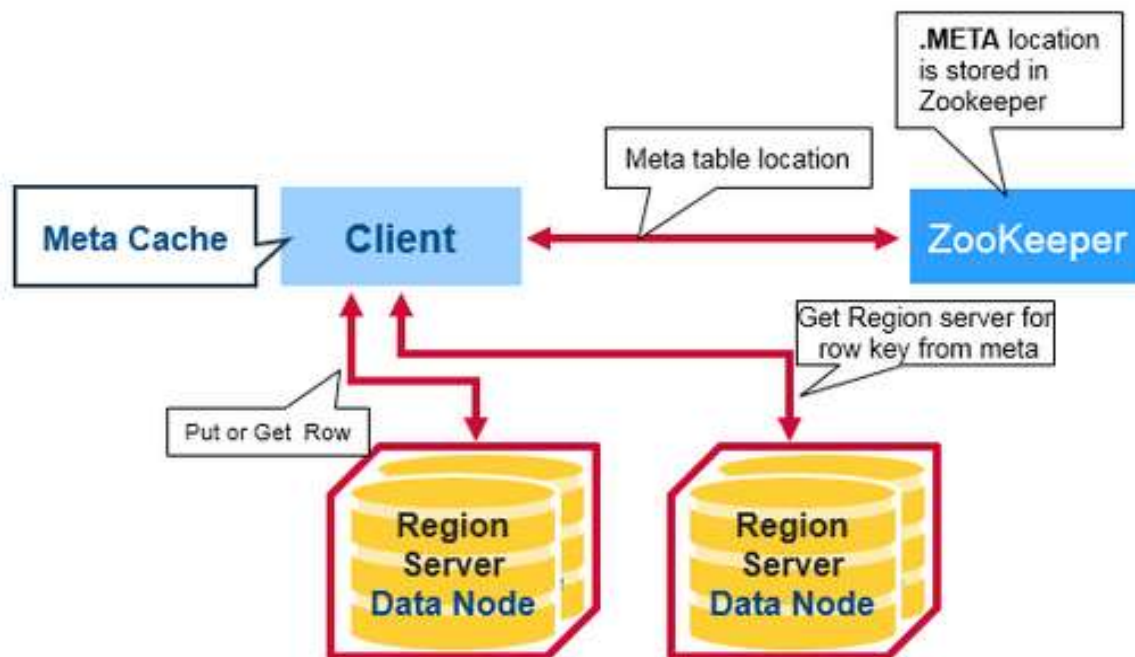 .META location
is stored in
Zookeeper
Meta table location
Meta Cache
Client
ZooKeeper
Get Region server for
row key from meta
Put or Get Row
Region
Server
Data Node
Region
Server
Data Node